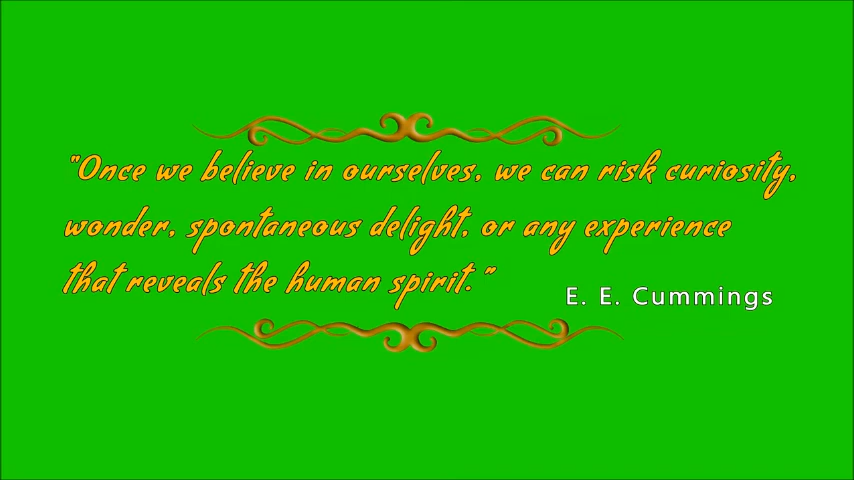 "Once we believe in ourselves, we can risk curiosity,
wonder, spontaneous delight, or any experience
that reveals the human spirit."
E. E. Cummings